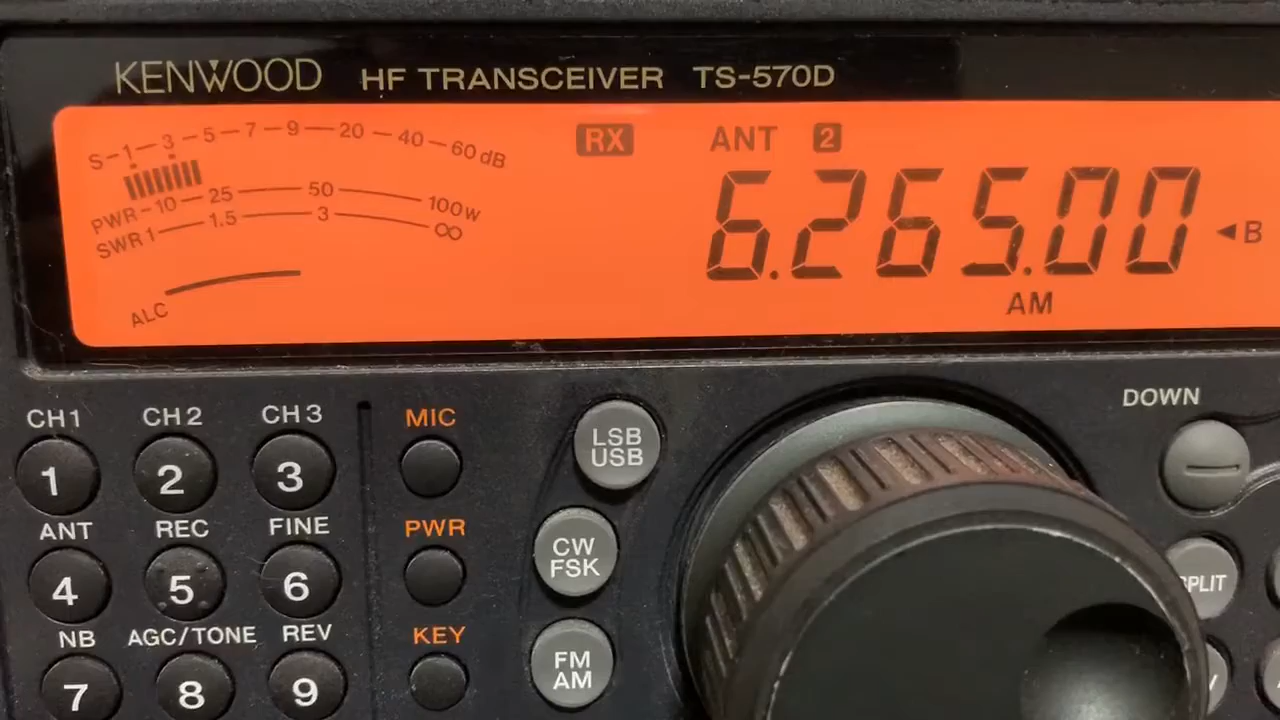 KENWOOD HF TRANSCEIVER TS-570D
S-1-3-5-7-9-20-40-60dB
RX ANT 2
PWR-10-25-50-100W
SWR 1-1.5-3-∞
6.265.00 ◄B
AM
ALC
CH1 CH2 CH3 MIC DOWN
1 2 3 LSB USB
ANT REC FINE PWR
4 5 6 CW FSK
NB AGC/TONE REV KEY
7 8 9 FM AM